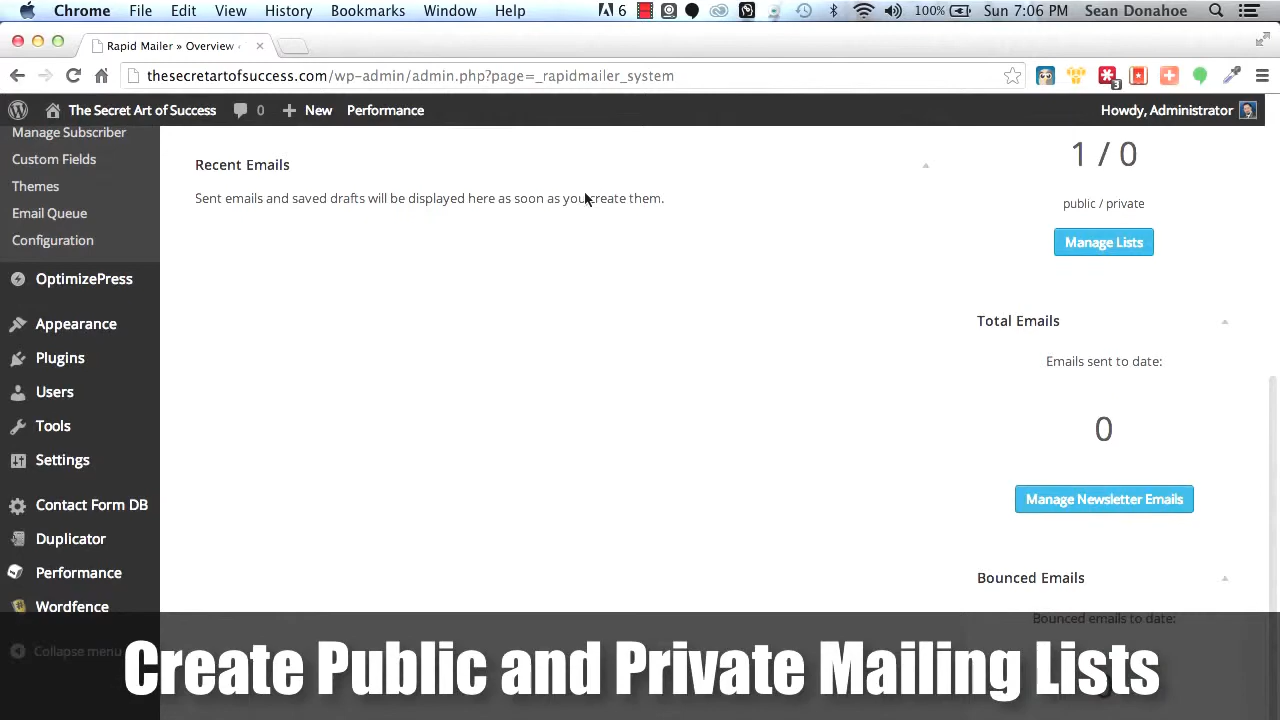 Chrome File Edit View History Bookmarks Window Help 6 100% Sun 7:06 PM Sean Donahoe
Rapid Mailer » Overview
thesecretartofsuccess.com/wp-admin/admin.php?page=_rapidmailer_system
3
The Secret Art of Success 0 New Performance Howdy, Administrator
Manage Subscriber
Custom Fields
Themes
Email Queue
Configuration
OptimizePress
Appearance
Plugins
Users
Tools
Settings
Contact Form DB
Duplicator
Performance
Wordfence
Collapse menu
Recent Emails
Sent emails and saved drafts will be displayed here as soon as you create them.
1 / 0
public / private
Manage Lists
Total Emails
Emails sent to date:
0
Manage Newsletter Emails
Bounced Emails
Bounced emails to date:
Create Public and Private Mailing Lists